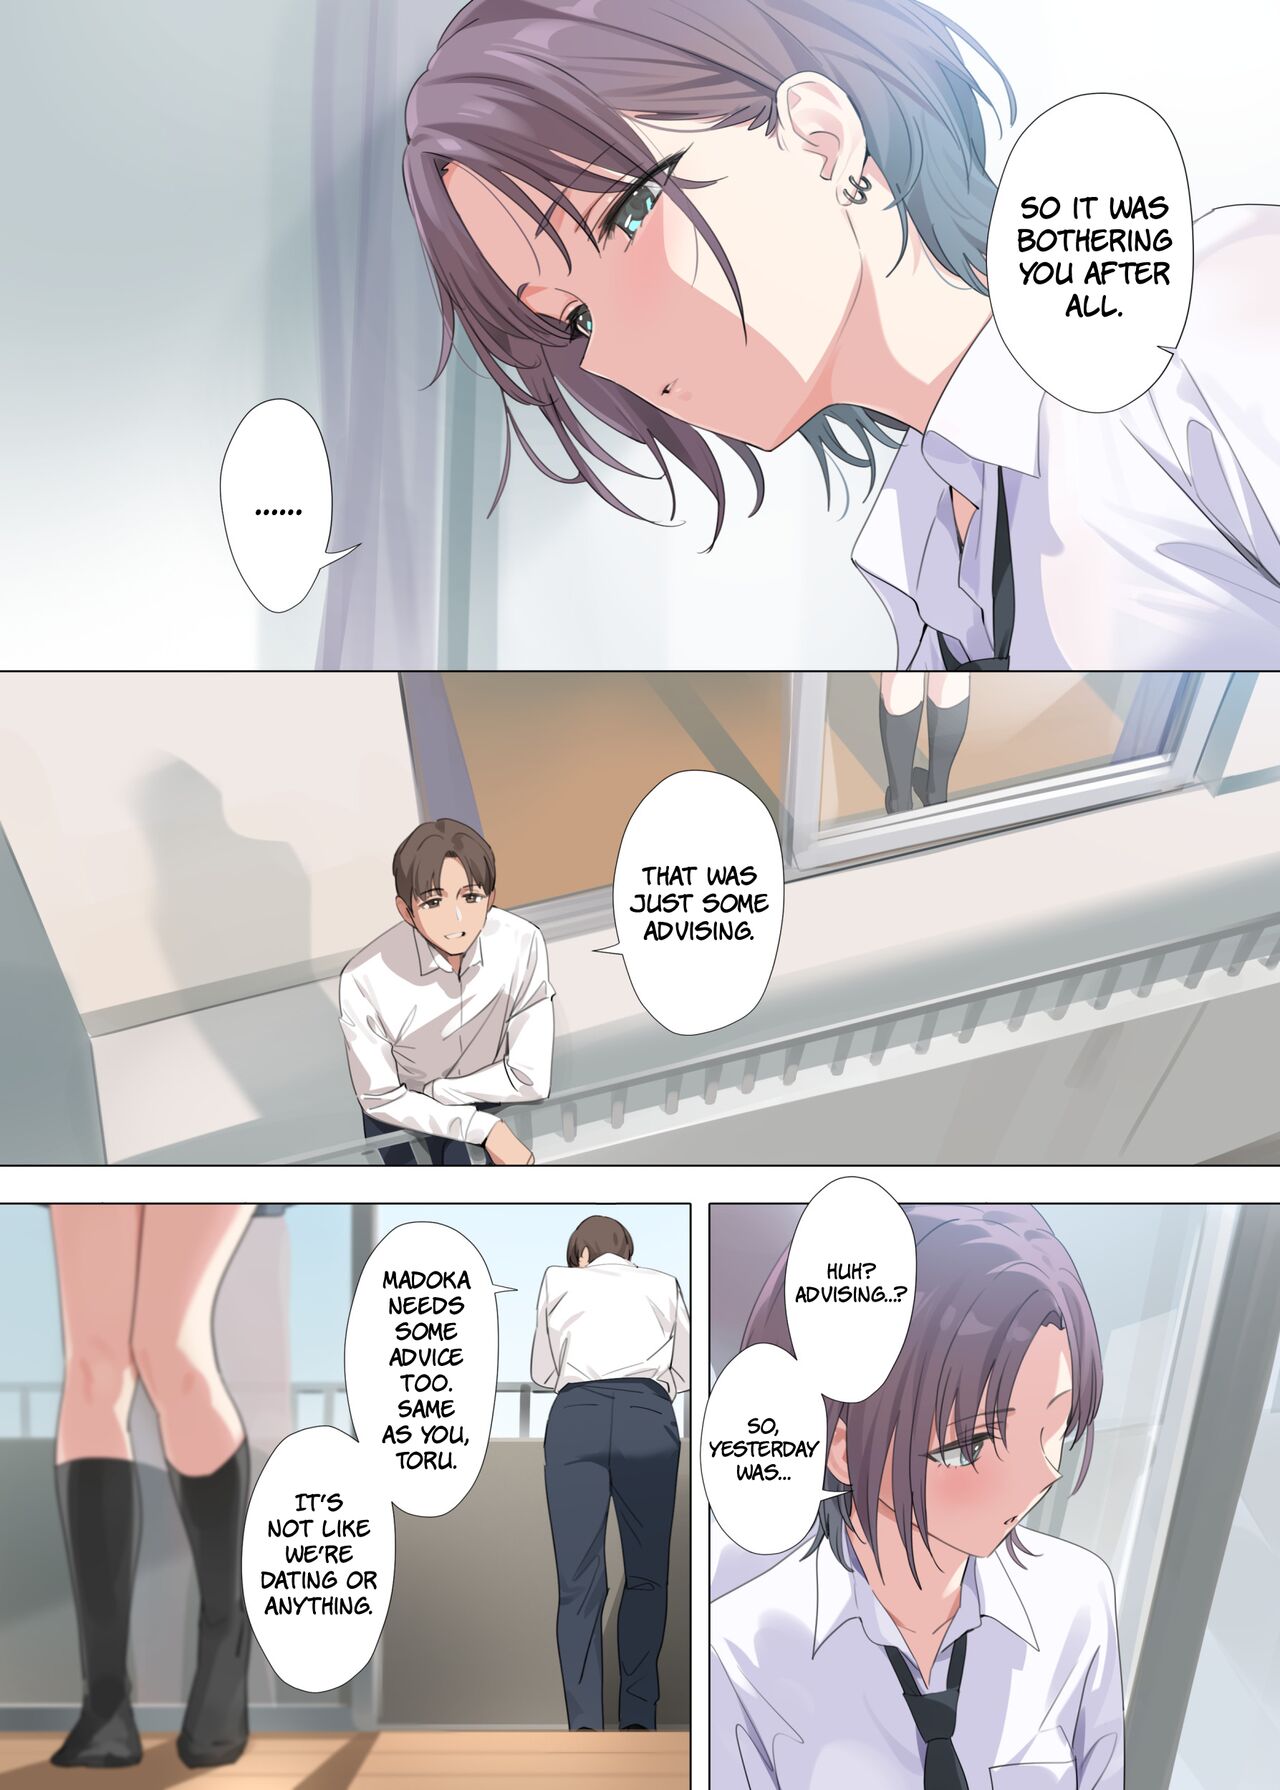 SO IT WAS
BOTHERING
YOU AFTER
ALL.
......
THAT WAS
JUST SOME
ADVISING.
HUH?
ADVISING...?
SO,
YESTERDAY
WAS...
MADOKA
NEEDS
SOME
ADVICE
TOO.
SAME
AS YOU,
TORU.
IT'S
NOT LIKE
WE'RE
DATING OR
ANYTHING.